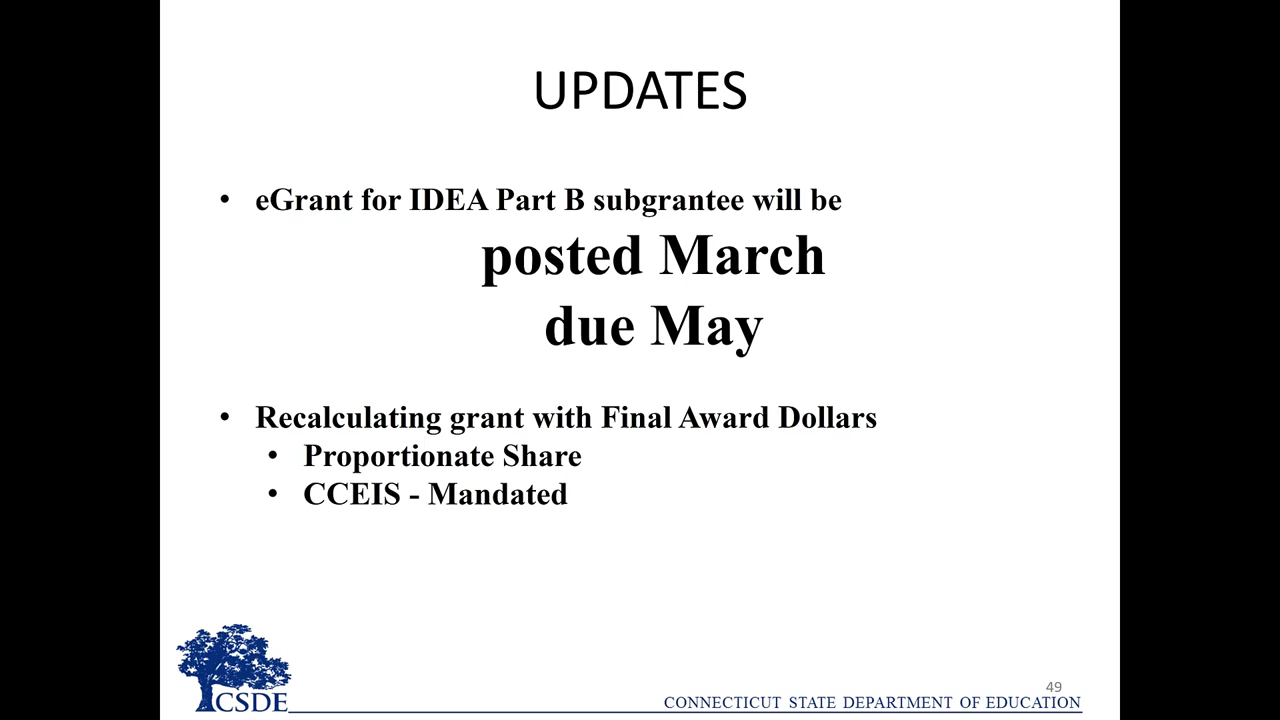 UPDATES
• eGrant for IDEA Part B subgrantee will be
posted March
due May
• Recalculating grant with Final Award Dollars
• Proportionate Share
• CCEIS - Mandated
49
CSDE
CONNECTICUT STATE DEPARTMENT OF EDUCATION